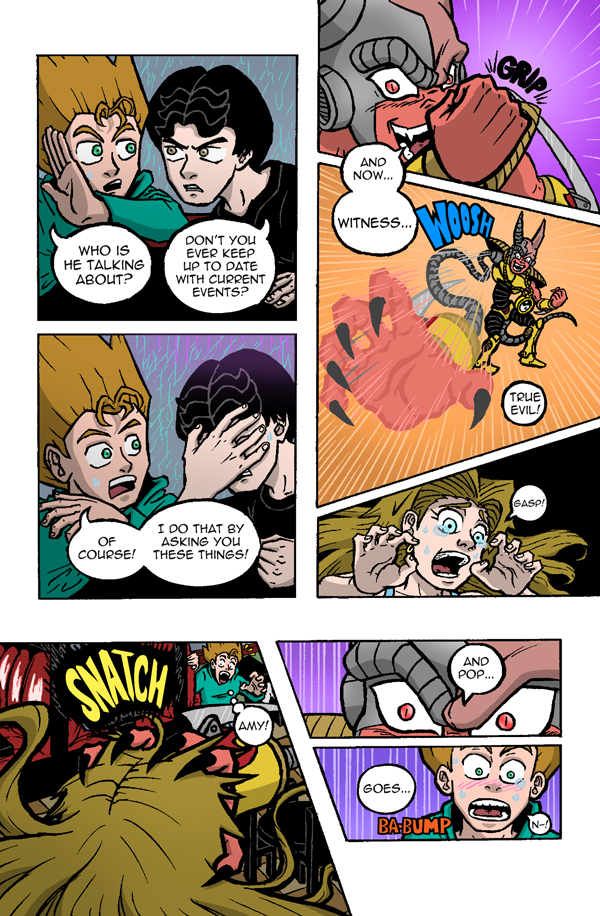 WHO IS
HE TALKING
ABOUT?
DON'T YOU
EVER KEEP
UP TO DATE
WITH CURRENT
EVENTS?
OF
COURSE!
I DO THAT BY
ASKING YOU
THESE THINGS!
GRIP
AND
NOW...
WITNESS...
WOOSH
TRUE
EVIL!
GASP!
SNATCH
AMY!
AND
POP...
GOES...
BA-BUMP
N--!